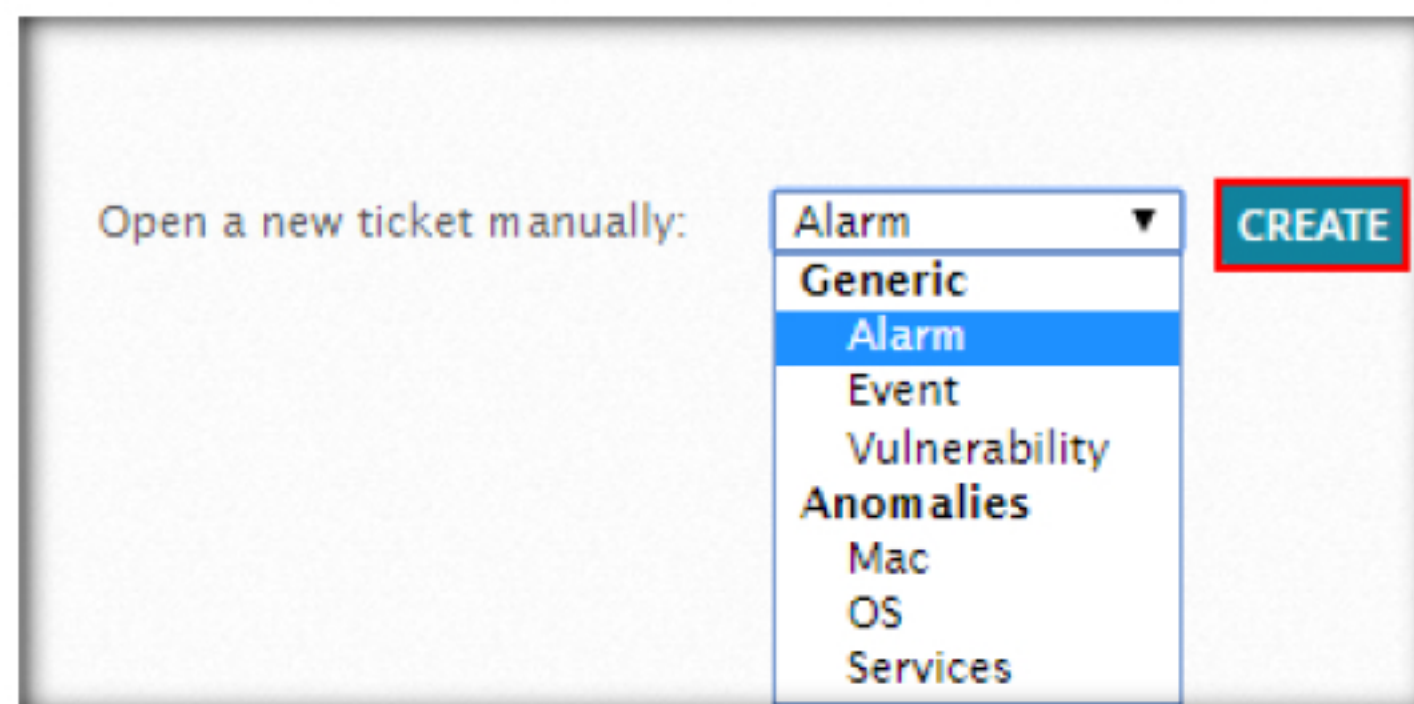 Open a new ticket manually: Alarm ▼ CREATE
Generic
Alarm
Event
Vulnerability
Anomalies
Mac
OS
Services